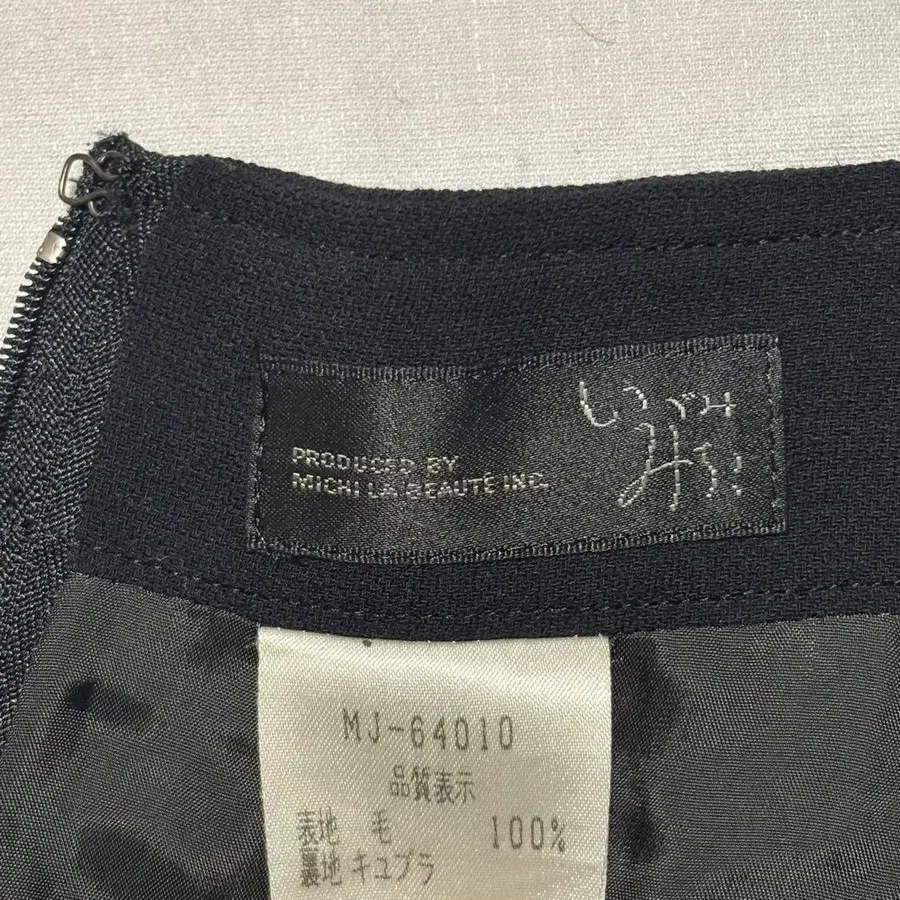 PRODUCED BY
MICHI LA BEAUTÉ INC.
MJ-64010
品質表示
表地 毛 100%
裏地 キュプラ